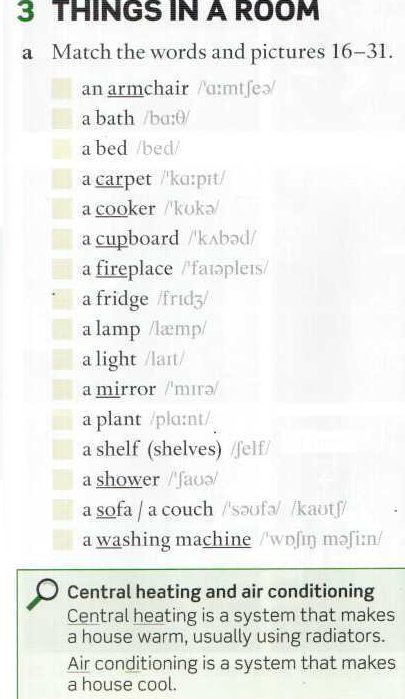 3 THINGS IN A ROOM
a Match the words and pictures 16–31.
an armchair /ˈɑːmtʃeə/
a bath /bɑːθ/
a bed /bed/
a carpet /ˈkɑːpɪt/
a cooker /ˈkʊkə/
a cupboard /ˈkʌbəd/
a fireplace /ˈfaɪəpleɪs/
a fridge /frɪdʒ/
a lamp /læmp/
a light /laɪt/
a mirror /ˈmɪrə/
a plant /plɑːnt/
a shelf (shelves) /ʃelf/
a shower /ˈʃaʊə/
a sofa / a couch /ˈsəʊfə/ /kaʊtʃ/
a washing machine /ˈwɒʃɪŋ məʃiːn/
Central heating and air conditioning
Central heating is a system that makes
a house warm, usually using radiators.
Air conditioning is a system that makes
a house cool.